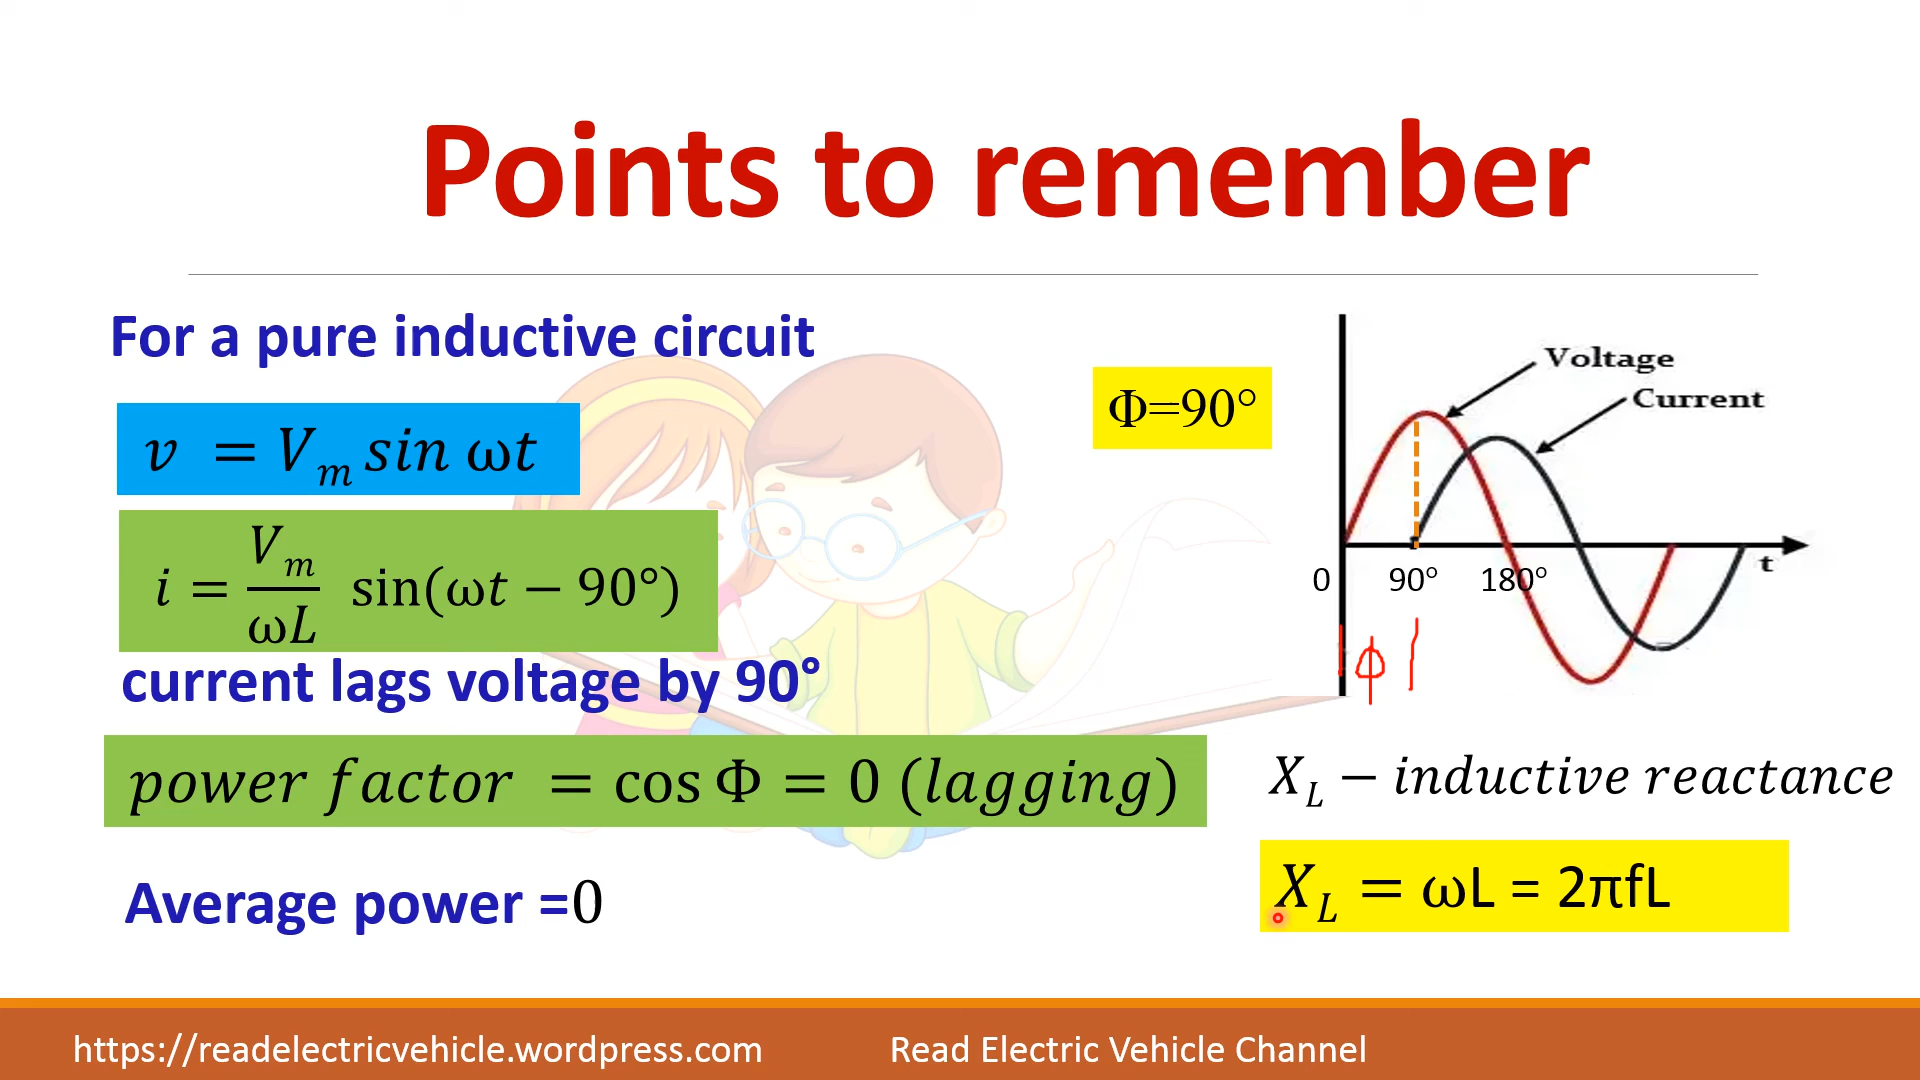 Points to remember
For a pure inductive circuit
v = Vₘ sin ωt
i = Vₘ/ωL sin(ωt − 90°)
current lags voltage by 90°
power factor = cos Φ = 0 (lagging)
Average power =0
Φ=90°
Voltage
Current
t
0 90° 180°
ϕ
X_L − inductive reactance
X_L = ωL = 2πfL
https://readelectricvehicle.wordpress.com
Read Electric Vehicle Channel